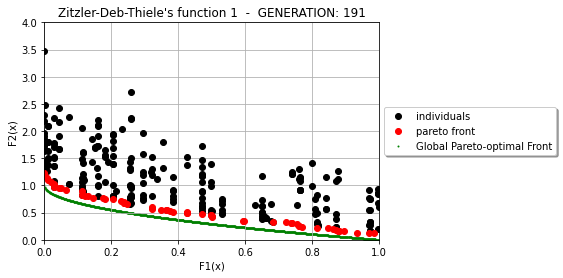 Zitzler-Deb-Thiele's function 1 - GENERATION: 191
4.0
3.5
3.0
2.5
2.0
1.5
1.0
0.5
0.0
F2(x)
0.0 0.2 0.4 0.6 0.8 1.0
F1(x)
individuals
pareto front
Global Pareto-optimal Front